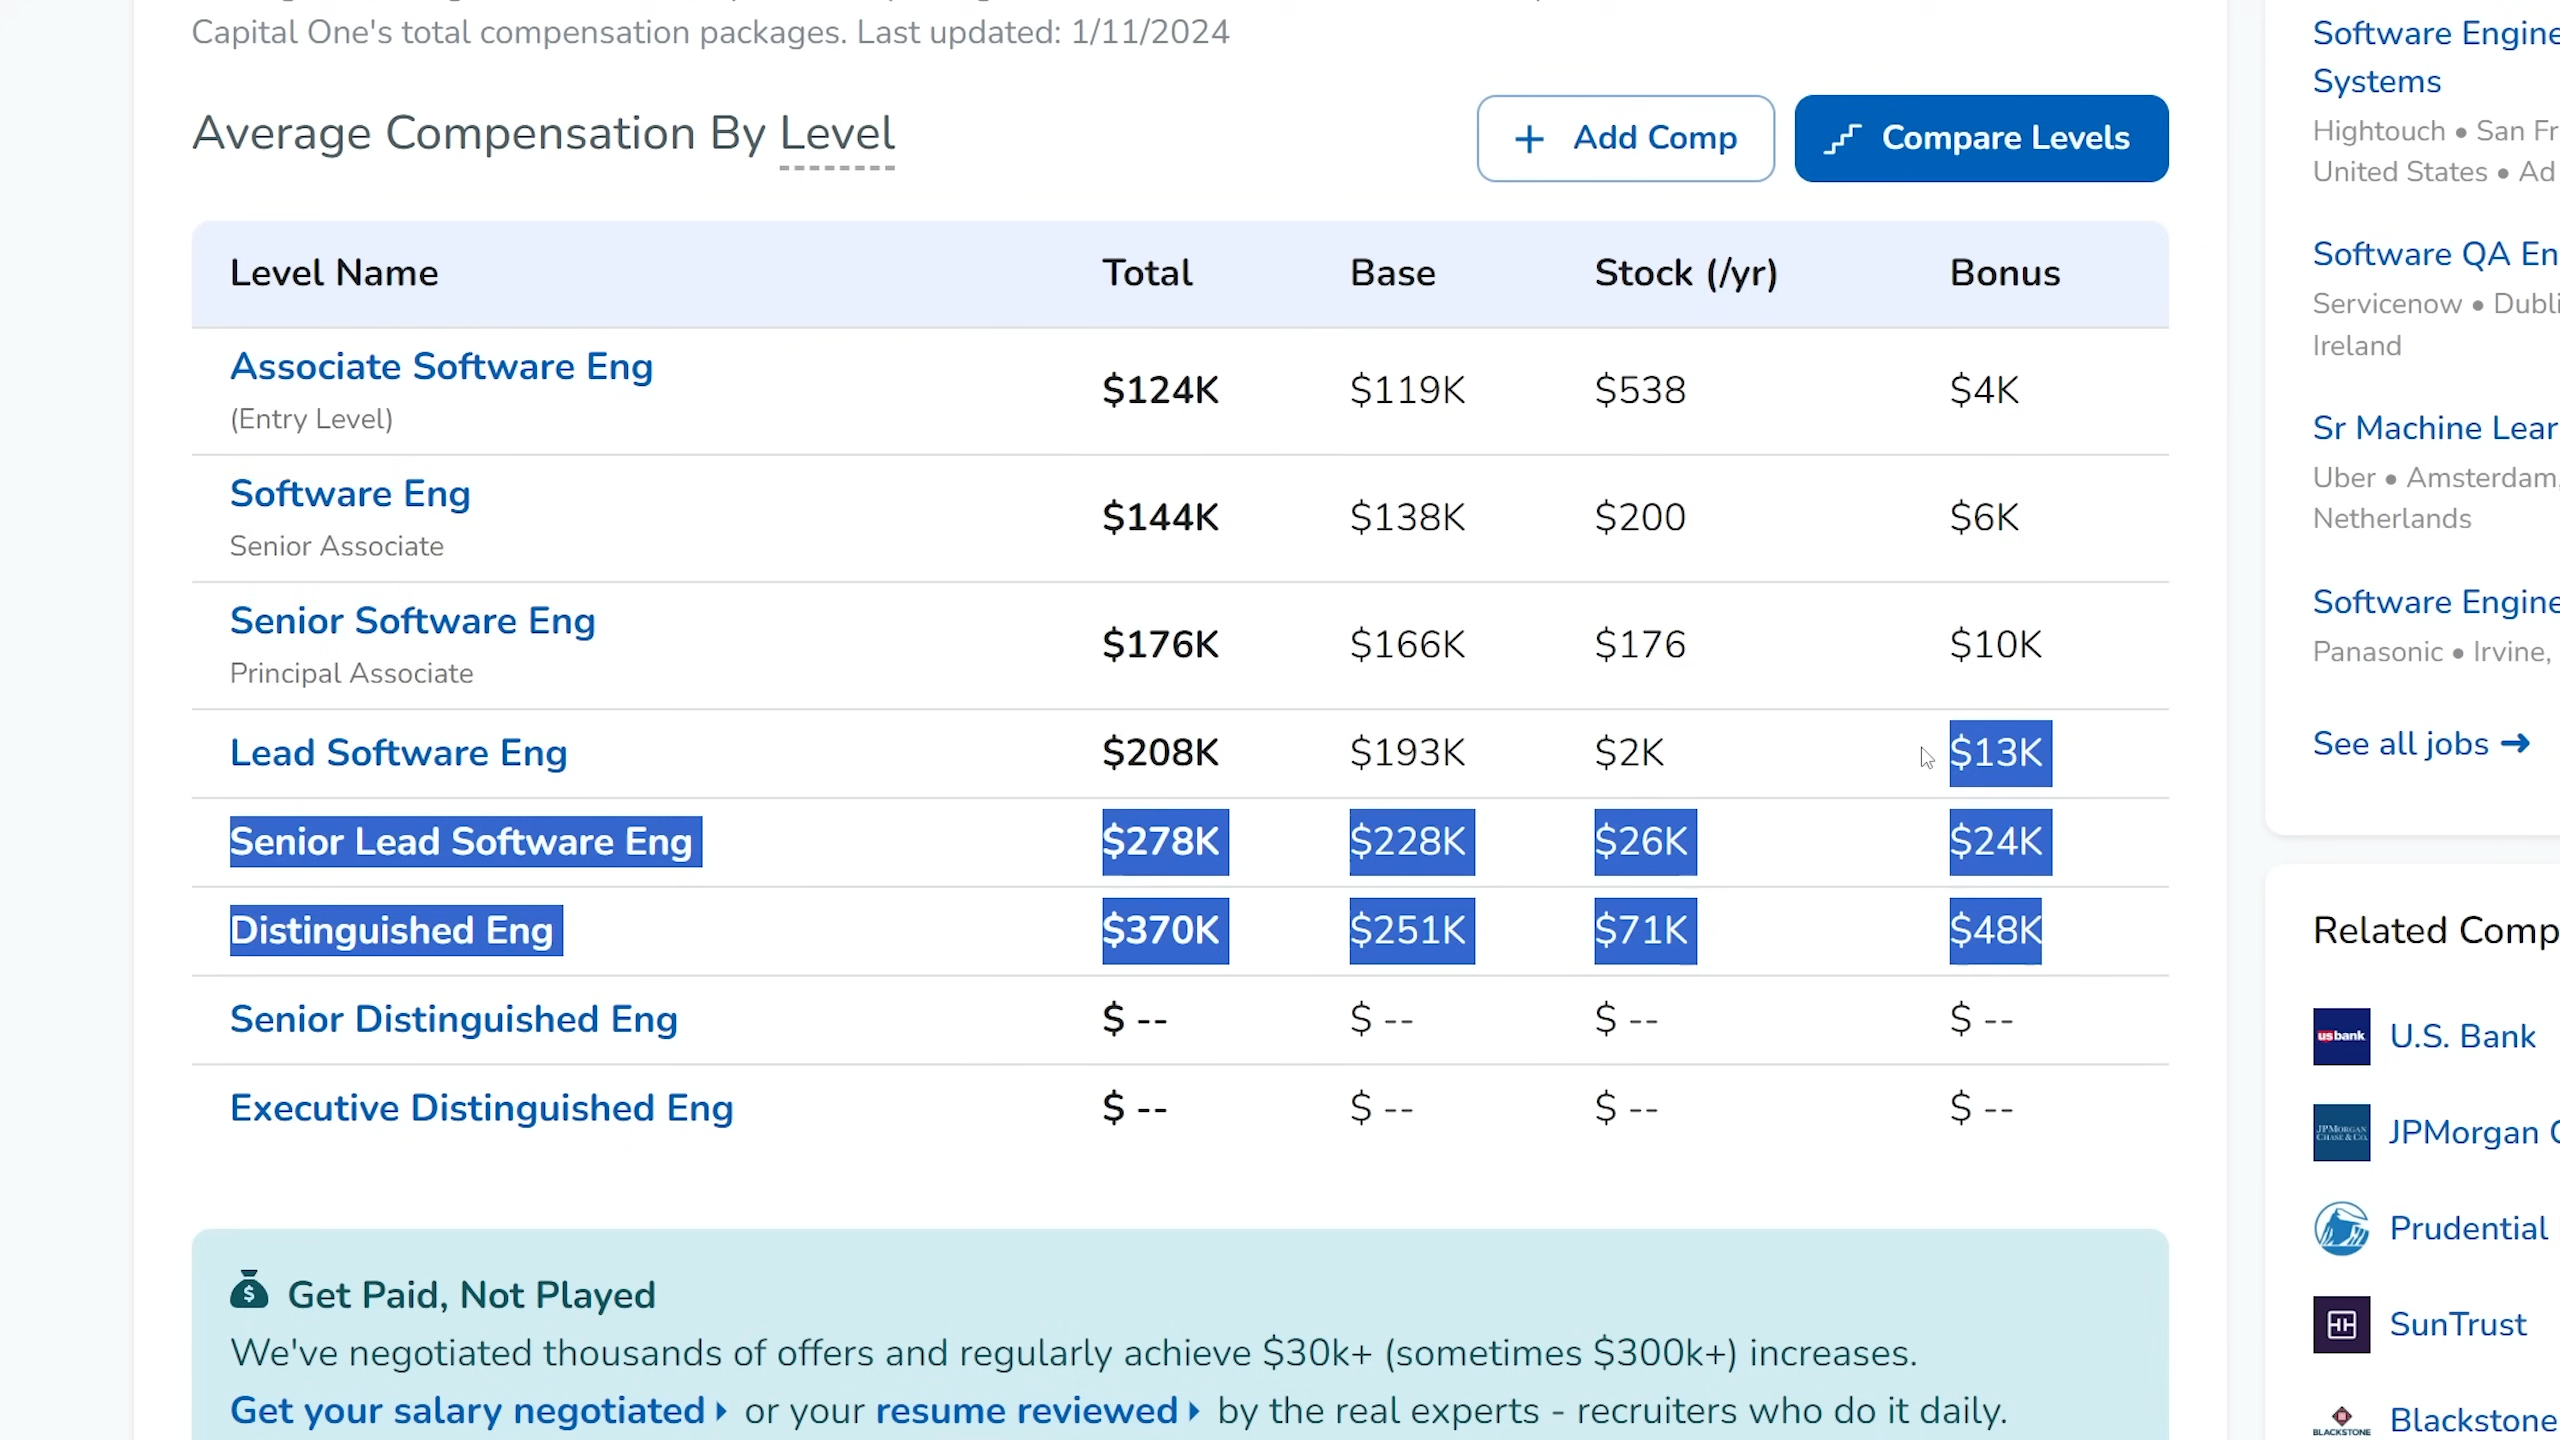 Capital One's total compensation packages. Last updated: 1/11/2024
Average Compensation By Level
+ Add Comp
Compare Levels
Level Name Total Base Stock (/yr) Bonus
Associate Software Eng
(Entry Level)
$124K $119K $538 $4K
Software Eng
Senior Associate
$144K $138K $200 $6K
Senior Software Eng
Principal Associate
$176K $166K $176 $10K
Lead Software Eng $208K $193K $2K $13K
Senior Lead Software Eng $278K $228K $26K $24K
Distinguished Eng $370K $251K $71K $48K
Senior Distinguished Eng $ -- $ -- $ -- $ --
Executive Distinguished Eng $ -- $ -- $ -- $ --
Get Paid, Not Played
We've negotiated thousands of offers and regularly achieve $30k+ (sometimes $300k+) increases.
Get your salary negotiated or your resume reviewed by the real experts - recruiters who do it daily.
Software Engine
Systems
Hightouch • San Fr
United States • Ad
Software QA En
Servicenow • Dubli
Ireland
Sr Machine Lear
Uber • Amsterdam,
Netherlands
Software Engine
Panasonic • Irvine,
See all jobs →
Related Comp
usbank U.S. Bank
JPMORGAN
CHASE & CO.
JPMorgan C
Prudential
SunTrust
BLACKSTONE Blackstone